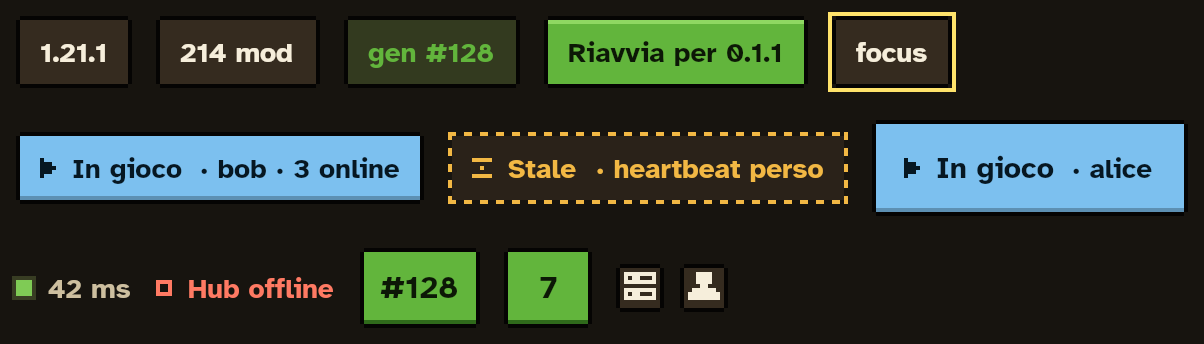 1.21.1 214 mod gen #128 Riavvia per 0.1.1 focus
In gioco · bob · 3 online Stale · heartbeat perso In gioco · alice
42 ms Hub offline #128 7